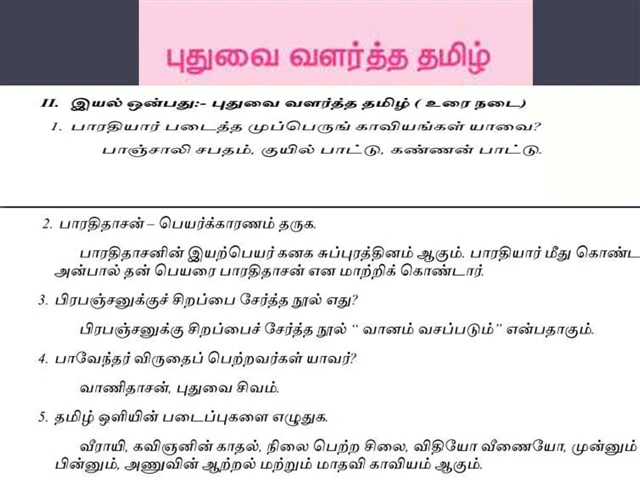 புதுவை வளர்த்த தமிழ்
II. இயல் ஒன்பது:- புதுவை வளர்த்த தமிழ் ( உரை நடை)
1. பாரதியார் படைத்த முப்பெருங் காவியங்கள் யாவை?
பாஞ்சாலி சபதம், குயில் பாட்டு, கண்ணன் பாட்டு.
2. பாரதிதாசன் – பெயர்க்காரணம் தருக.
பாரதிதாசனின் இயற்பெயர் கனக சுப்புரத்தினம் ஆகும். பாரதியார் மீது கொண்ட
அன்பால் தன் பெயரை பாரதிதாசன் என மாற்றிக் கொண்டார்.
3. பிரபஞ்சனுக்குச் சிறப்பை சேர்த்த நூல் எது?
பிரபஞ்சனுக்கு சிறப்பைச் சேர்த்த நூல் “ வானம் வசப்படும்” என்பதாகும்.
4. பாவேந்தர் விருதைப் பெற்றவர்கள் யாவர்?
வாணிதாசன், புதுவை சிவம்.
5. தமிழ் ஒளியின் படைப்புகளை எழுதுக.
வீராயி, கவிஞனின் காதல், நிலை பெற்ற சிலை, விதியோ வீணையோ, முன்னும்
பின்னும், அணுவின் ஆற்றல் மற்றும் மாதவி காவியம் ஆகும்.